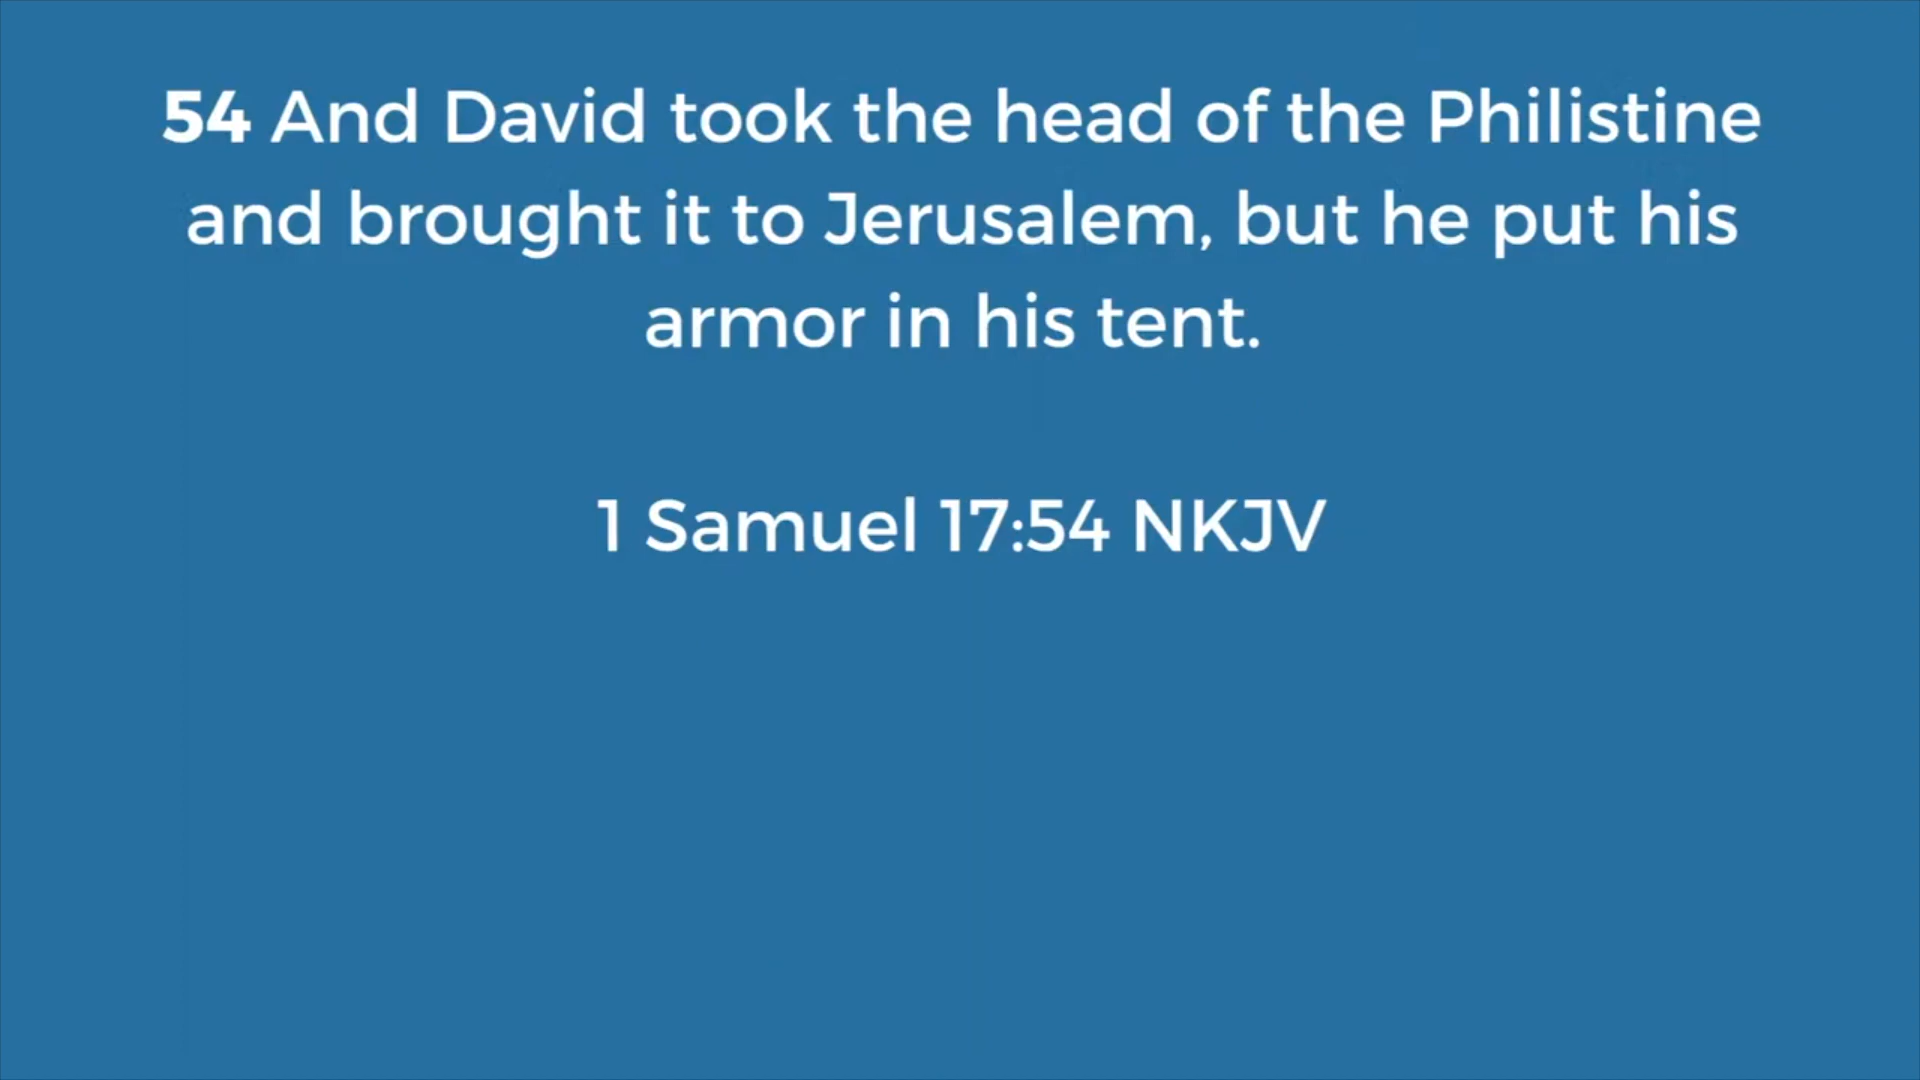 54 And David took the head of the Philistine
and brought it to Jerusalem, but he put his
armor in his tent.
1 Samuel 17:54 NKJV